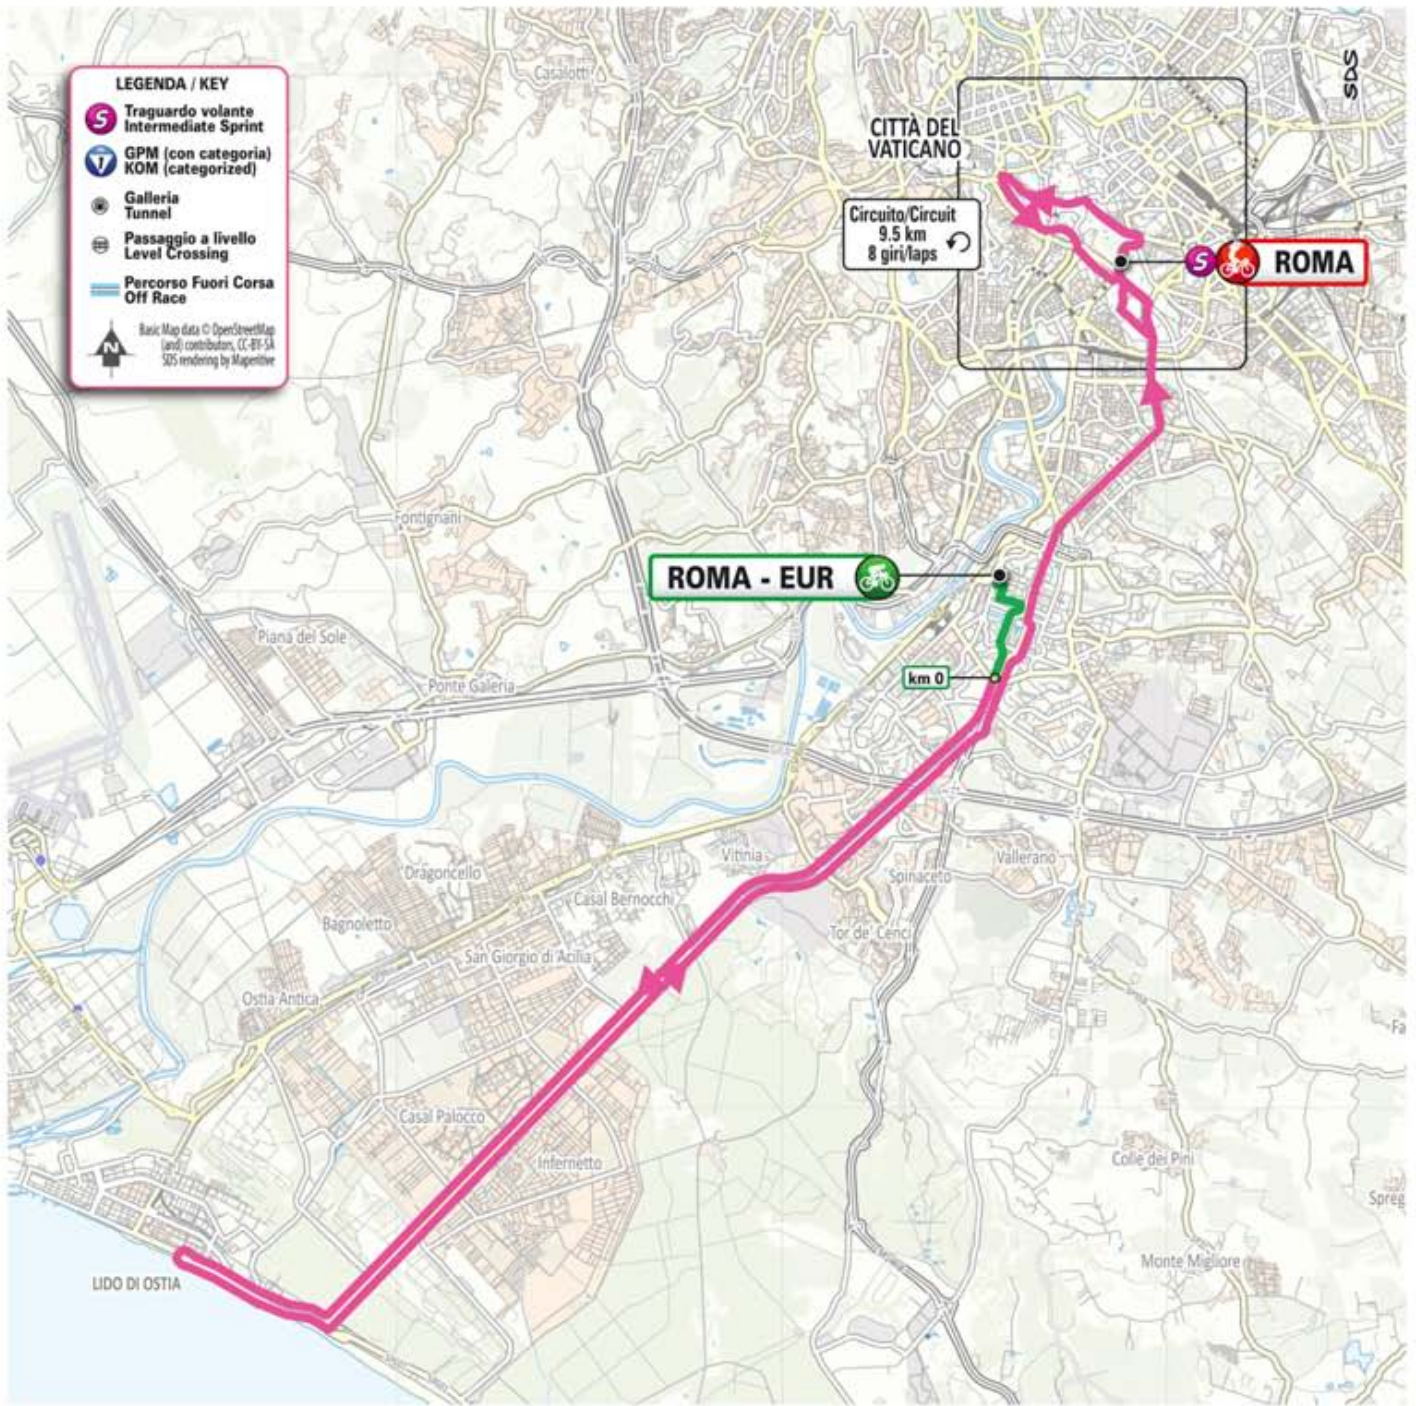 LEGENDA / KEY
S
Traguardo volante
Intermediate Sprint
1
GPM (con categoria)
KOM (categorized)
Galleria
Tunnel
Passaggio a livello
Level Crossing
Percorso Fuori Corsa
Off Race
N
Basic Map data © OpenStreetMap
(and) contributors, CC-BY-SA
SDS rendering by Maperitive
SDS
Casalotti
CITTÀ DEL
VATICANO
Circuito/Circuit
9.5 km
8 giri/laps
S
ROMA
Fontignani
ROMA - EUR
Piana del Sole
km 0
Ponte Galeria
Vitinia
Vallerano
Dragoncello
Spinaceto
Casal Bernocchi
Bagnoletto
Tor de' Cenci
San Giorgio di Acilia
Ostia Antica
Fa
Casal Palocco
Infernetto
Colle dei Pini
Spreg
Monte Migliore
LIDO DI OSTIA